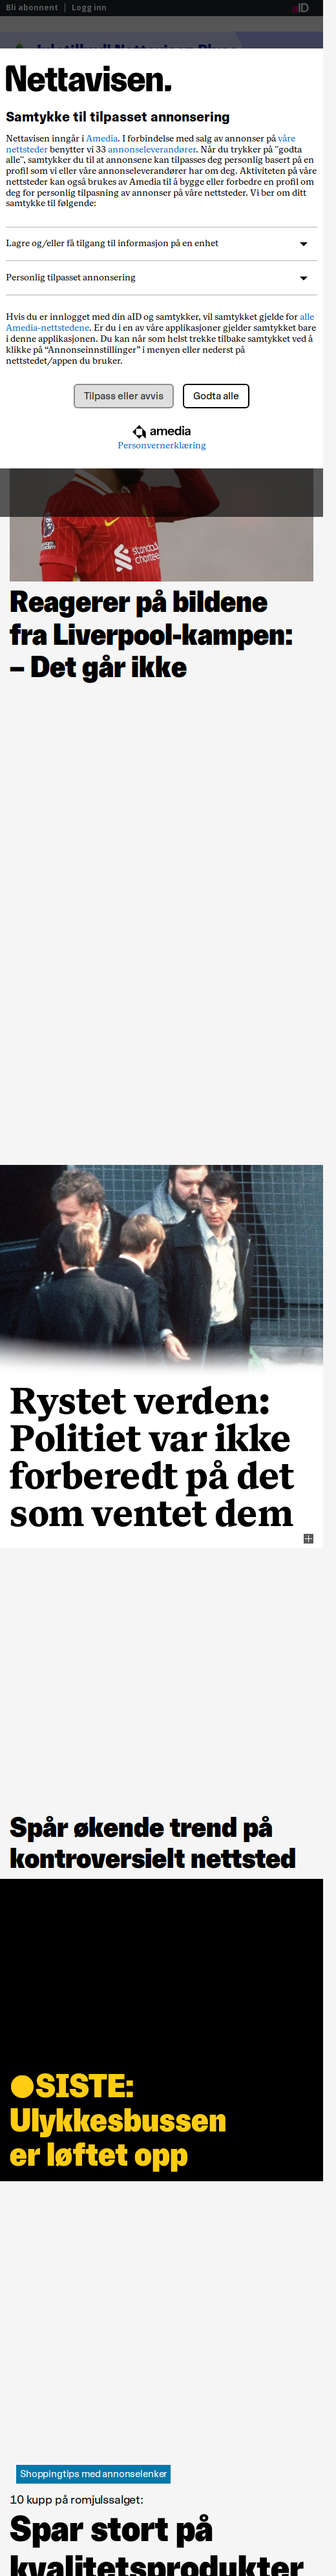 Bli abonnent | Logg inn aID
Nettavisen.
Samtykke til tilpasset annonsering
Nettavisen inngår i Amedia. I forbindelse med salg av annonser på våre
nettsteder benytter vi 33 annonseleverandører. Når du trykker på "godta
alle", samtykker du til at annonsene kan tilpasses deg personlig basert på en
profil som vi eller våre annonseleverandører har om deg. Aktiviteten på våre
nettsteder kan også brukes av Amedia til å bygge eller forbedre en profil om
deg for personlig tilpasning av annonser på våre nettsteder. Vi ber om ditt
samtykke til følgende:
Lagre og/eller få tilgang til informasjon på en enhet
Personlig tilpasset annonsering
Hvis du er innlogget med din aID og samtykker, vil samtykket gjelde for alle
Amedia-nettstedene. Er du i en av våre applikasjoner gjelder samtykket bare
i denne applikasjonen. Du kan når som helst trekke tilbake samtykket ved å
klikke på “Annonseinnstillinger” i menyen eller nederst på
nettstedet/appen du bruker.
Tilpass eller avvis Godta alle
amedia
Personvernerklæring
standard
chartered
Reagerer på bildene
fra Liverpool-kampen:
– Det går ikke
Rystet verden:
Politiet var ikke
forberedt på det
som ventet dem
Spår økende trend på
kontroversielt nettsted
●SISTE:
Ulykkesbussen
er løftet opp
Shoppingtips med annonselenker
10 kupp på romjulssalget:
Spar stort på
kvalitetsprodukter